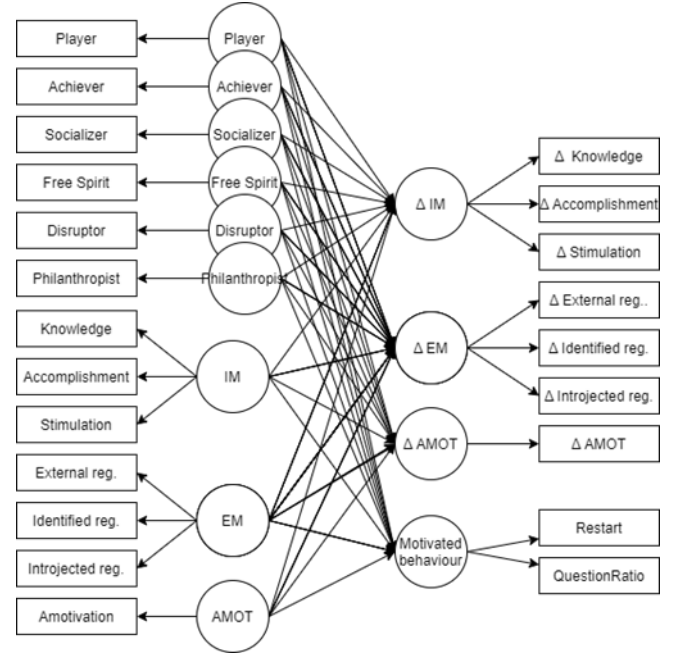 Player
Achiever
Socializer
Free Spirit
Disruptor
Philanthropist
Knowledge
Accomplishment
Stimulation
External reg.
Identified reg.
Introjected reg.
Amotivation
Player
Achiever
Socializer
Free Spirit
Disruptor
Philanthropist
IM
EM
AMOT
Δ IM
Δ EM
Δ AMOT
Motivated
behaviour
Δ Knowledge
Δ Accomplishment
Δ Stimulation
Δ External reg..
Δ Identified reg.
Δ Introjected reg.
Δ AMOT
Restart
QuestionRatio